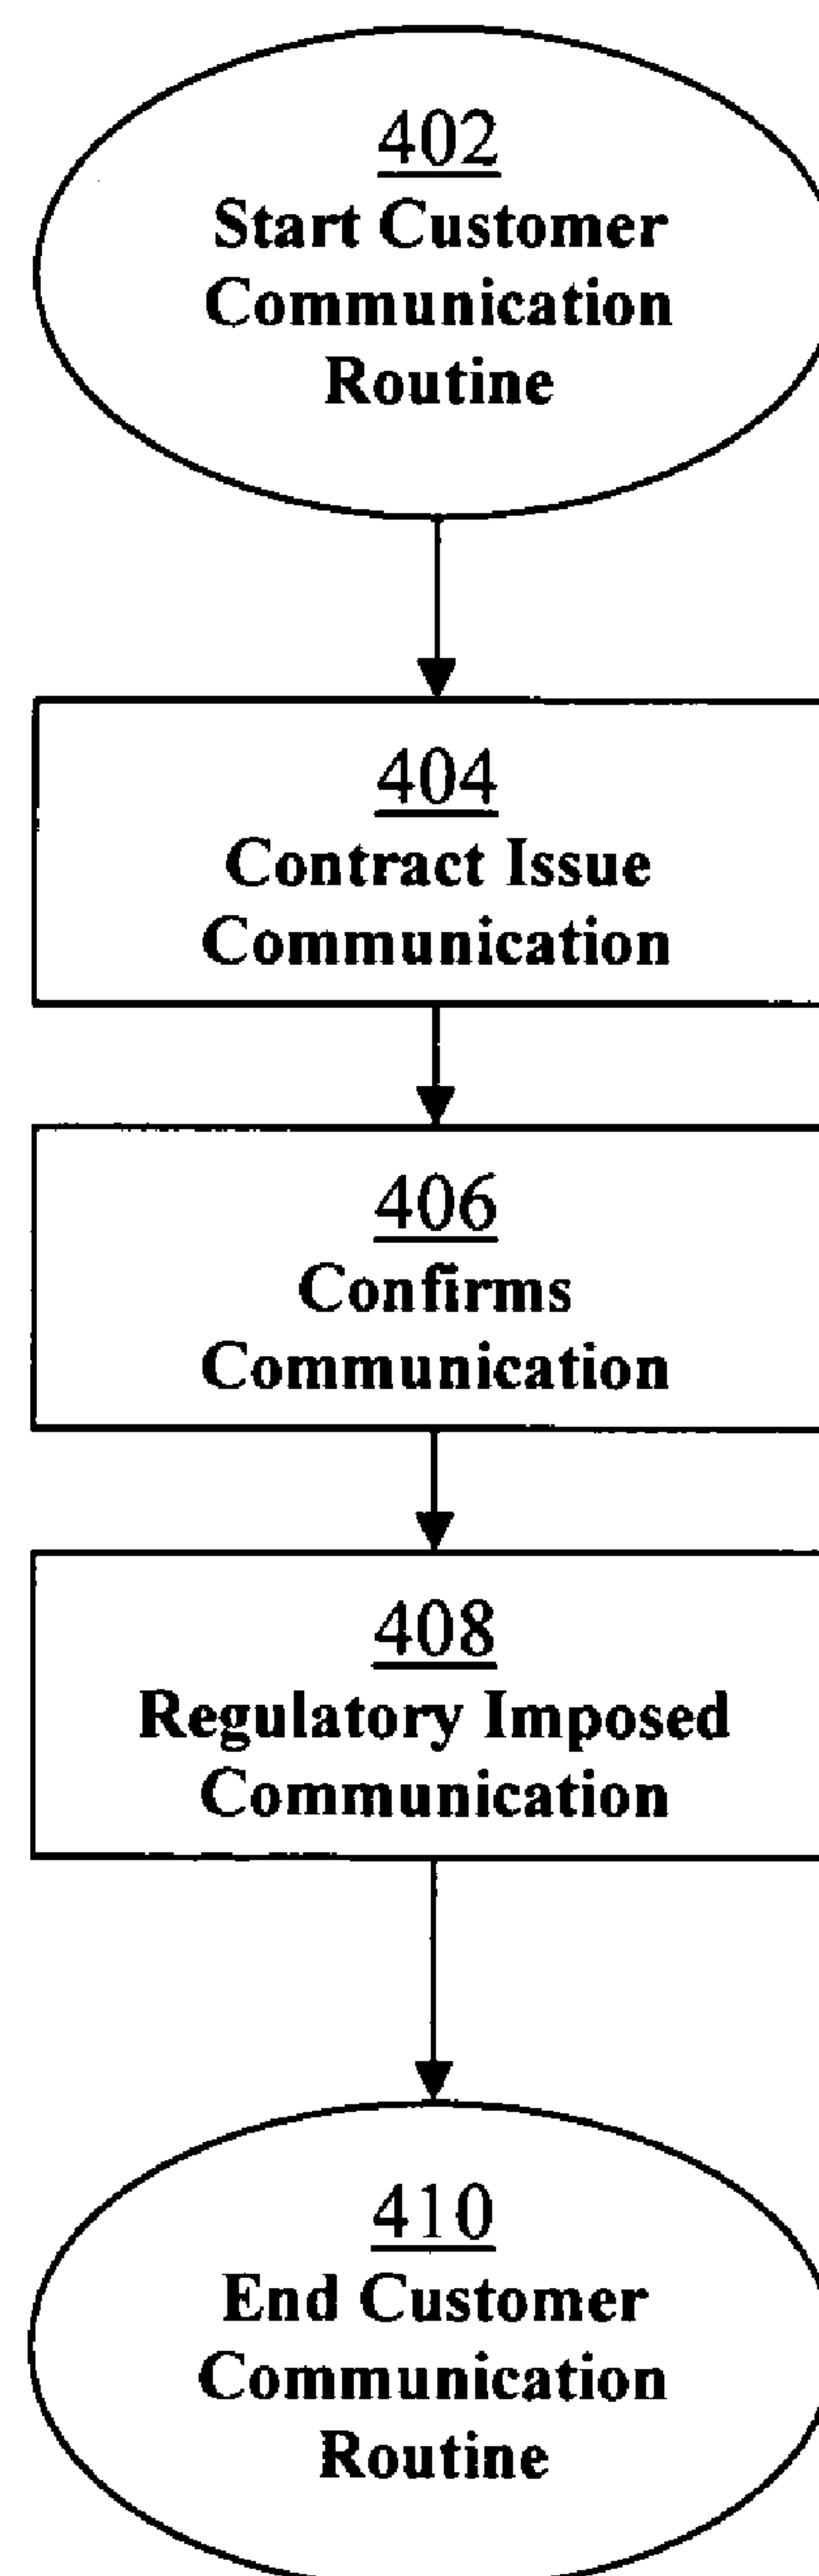 402
Start Customer
Communication
Routine
404
Contract Issue
Communication
406
Confirms
Communication
408
Regulatory Imposed
Communication
410
End Customer
Communication
Routine